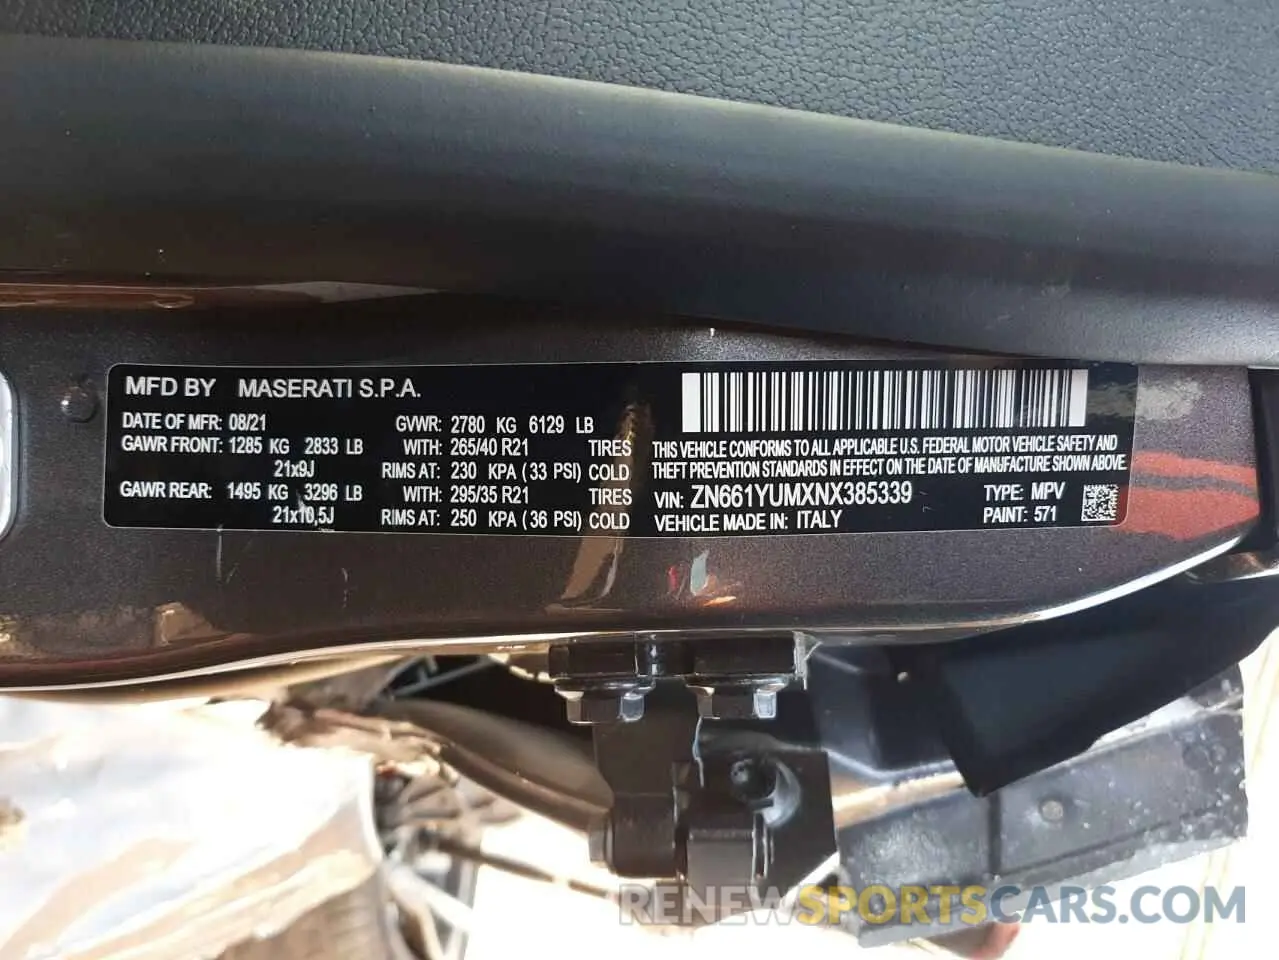 MFD BY MASERATI S.P.A.
DATE OF MFR: 08/21 GVWR: 2780 KG 6129 LB
GAWR FRONT: 1285 KG 2833 LB WITH: 265/40 R21 TIRES
21x9J RIMS AT: 230 KPA (33 PSI) COLD
GAWR REAR: 1495 KG 3296 LB WITH: 295/35 R21 TIRES
21x10,5J RIMS AT: 250 KPA (36 PSI) COLD
THIS VEHICLE CONFORMS TO ALL APPLICABLE U.S. FEDERAL MOTOR VEHICLE SAFETY AND
THEFT PREVENTION STANDARDS IN EFFECT ON THE DATE OF MANUFACTURE SHOWN ABOVE.
VIN: ZN661YUMXNX385339 TYPE: MPV
VEHICLE MADE IN: ITALY PAINT: 571
RENEWSPORTSCARS.COM